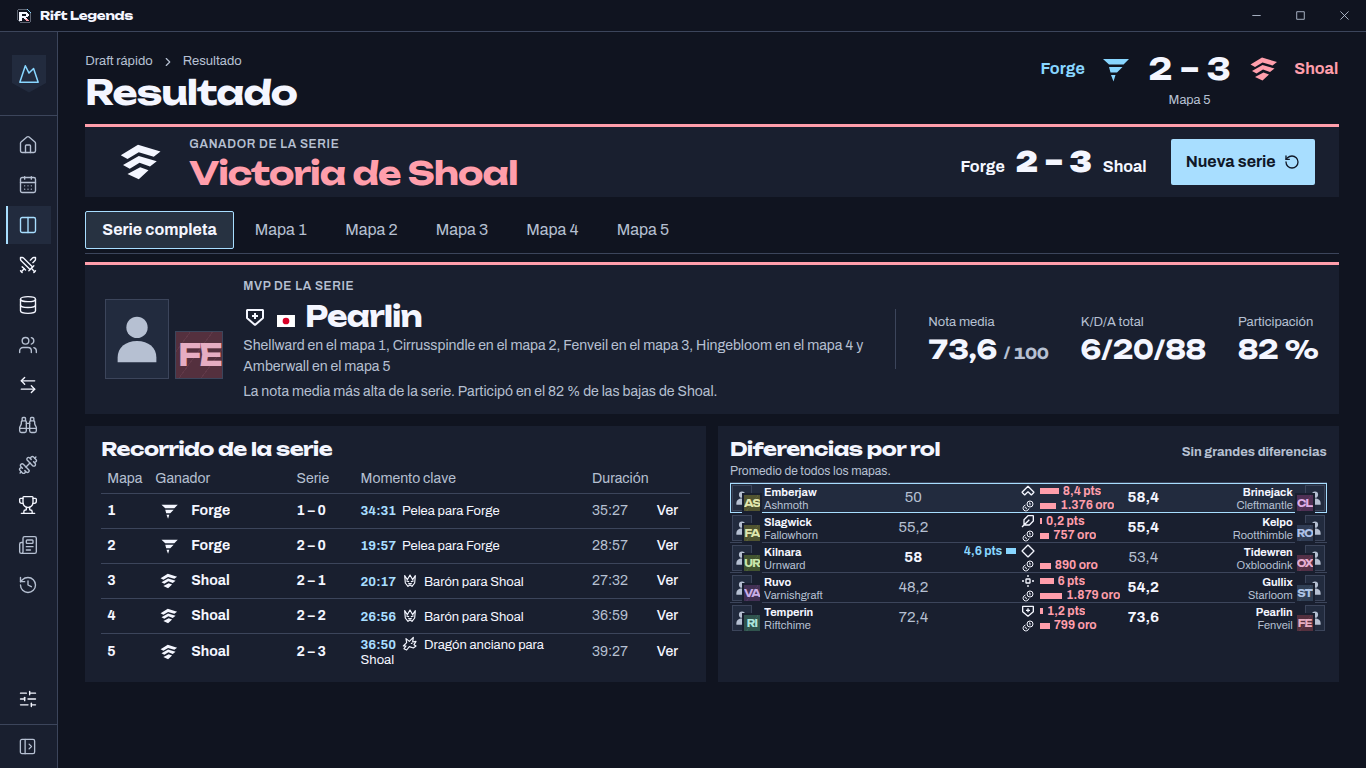 Rift Legends
Draft rápido > Resultado
Resultado
Forge 2 – 3 Shoal
Mapa 5
GANADOR DE LA SERIE
Victoria de Shoal
Forge 2 – 3 Shoal
Nueva serie
Serie completa Mapa 1 Mapa 2 Mapa 3 Mapa 4 Mapa 5
MVP DE LA SERIE
FE
Pearlin
Shellward en el mapa 1, Cirrusspindle en el mapa 2, Fenveil en el mapa 3, Hingebloom en el mapa 4 y
Amberwall en el mapa 5
La nota media más alta de la serie. Participó en el 82 % de las bajas de Shoal.
Nota media K/D/A total Participación
73,6 / 100 6/20/88 82 %
Recorrido de la serie
Mapa Ganador Serie Momento clave Duración
1 Forge 1 – 0 34:31 Pelea para Forge 35:27 Ver
2 Forge 2 – 0 19:57 Pelea para Forge 28:57 Ver
3 Shoal 2 – 1 20:17 Barón para Shoal 27:32 Ver
4 Shoal 2 – 2 26:56 Barón para Shoal 36:59 Ver
5 Shoal 2 – 3 36:50 Dragón anciano para
Shoal 39:27 Ver
Diferencias por rol Sin grandes diferencias
Promedio de todos los mapas.
AS Emberjaw 50 8,4 pts 58,4 Brinejack CL
Ashmoth 1.376 oro Cleftmantle
FA Slagwick 55,2 0,2 pts 55,4 Kelpo RO
Fallowhorn 757 oro Rootthimble
UR Kilnara 58 4,6 pts 53,4 Tidewren OX
Urnward 890 oro Oxbloodink
VA Ruvo 48,2 6 pts 54,2 Gullix ST
Varnishgraft 1.879 oro Starloom
RI Temperin 72,4 1,2 pts 73,6 Pearlin FE
Riftchime 799 oro Fenveil